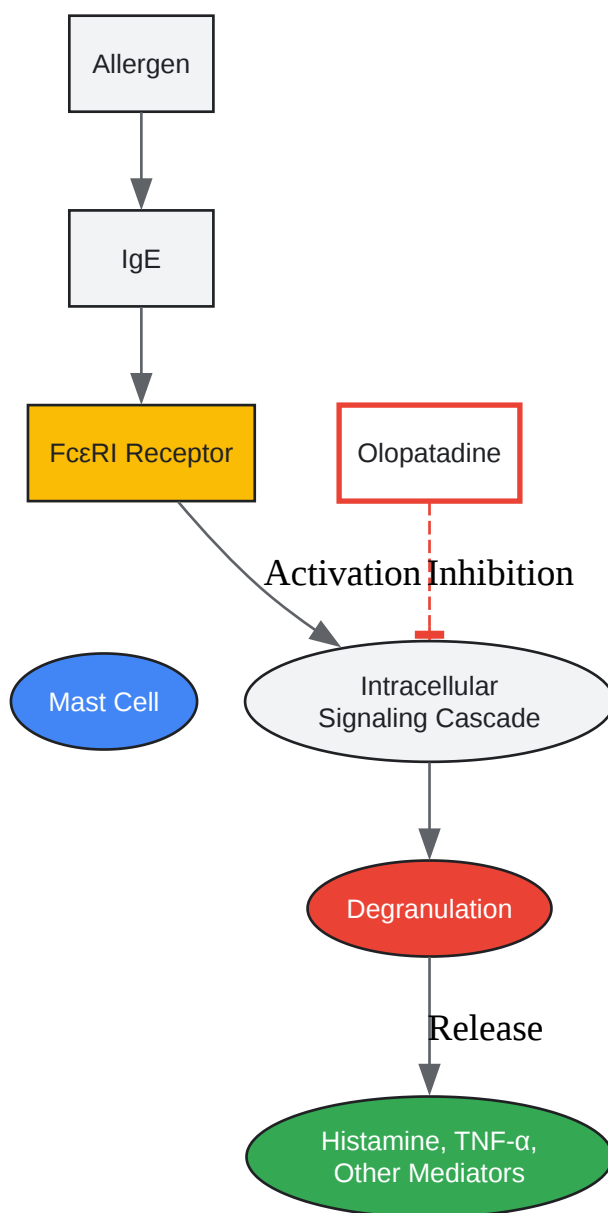 Allergen
IgE
FcεRI Receptor
Olopatadine
Activation
Inhibition
Mast Cell
Intracellular
Signaling Cascade
Degranulation
Release
Histamine, TNF-α,
Other Mediators